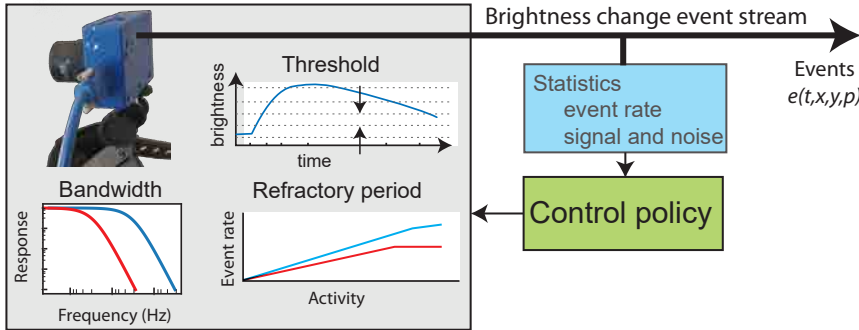 Brightness change event stream
Events
e(t,x,y,p)
Threshold
brightness
time
Statistics
event rate
signal and noise
Bandwidth
Response
Frequency (Hz)
Refractory period
Event rate
Activity
Control policy